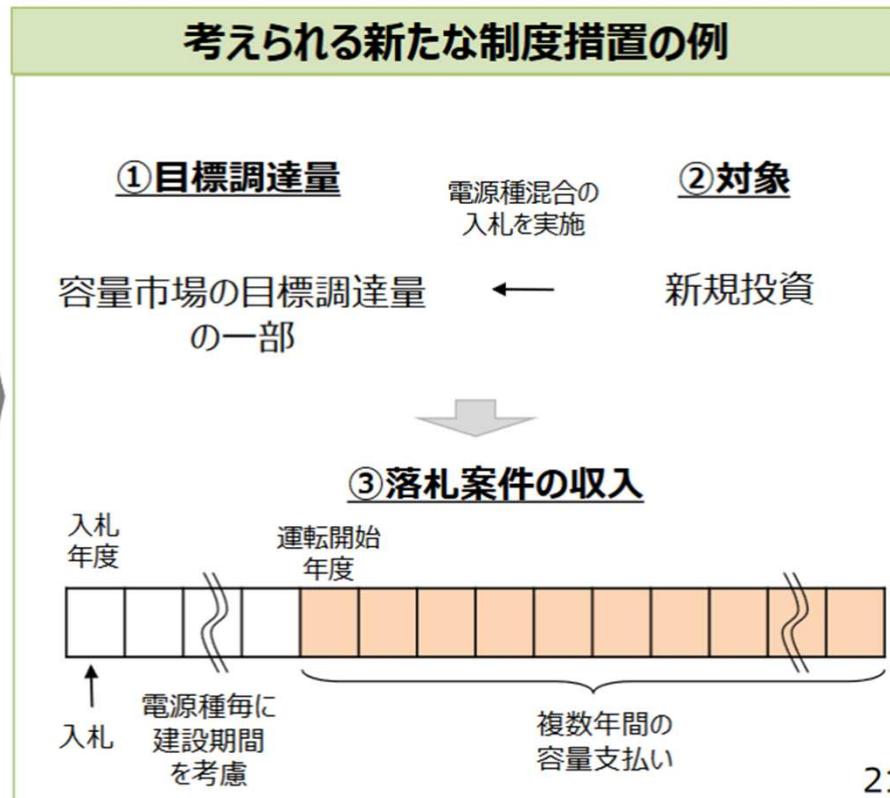 考えられる新たな制度措置の例
①目標調達量
電源種混合の
入札を実施
②対象
容量市場の目標調達量
の一部
←
新規投資
③落札案件の収入
入札
年度
運転開始
年度
入札
電源種毎に
建設期間
を考慮
複数年間の
容量支払い